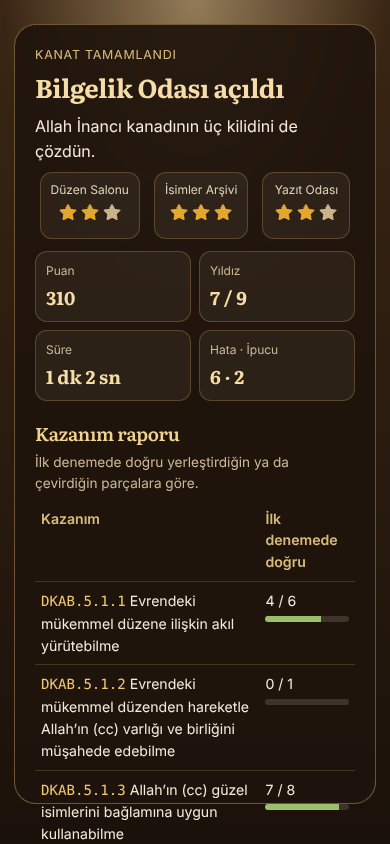 KANAT TAMAMLANDI
Bilgelik Odası açıldı
Allah İnancı kanadının üç kilidini de
çözdün.
Düzen Salonu İsimler Arşivi Yazıt Odası
Puan Yıldız
310 7 / 9
Süre Hata · İpucu
1 dk 2 sn 6 · 2
Kazanım raporu
İlk denemede doğru yerleştirdiğin ya da
çevirdiğin parçalara göre.
Kazanım İlk
denemede
doğru
DKAB.5.1.1 Evrendeki 4 / 6
mükemmel düzene ilişkin akıl
yürütebilme
DKAB.5.1.2 Evrendeki 0 / 1
mükemmel düzenden hareketle
Allah’ın (cc) varlığı ve birliğini
müşahede edebilme
DKAB.5.1.3 Allah’ın (cc) güzel 7 / 8
isimlerini bağlamına uygun
kullanabilme